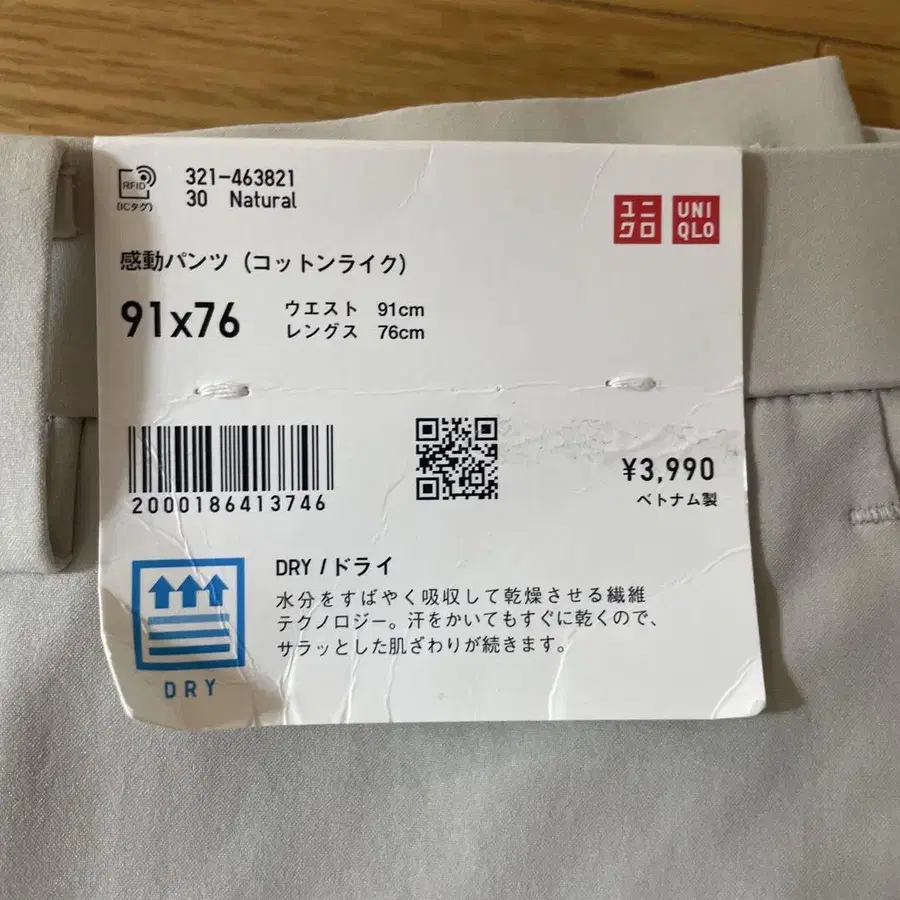 RFID
(ICタグ)
321-463821
30 Natural
ユニ
クロ
UNI
QLO
感動パンツ (コットンライク)
91x76
ウエスト 91cm
レングス 76cm
2000186413746
¥3,990
ベトナム製
DRY
DRY / ドライ
水分をすばやく吸収して乾燥させる繊維
テクノロジー。汗をかいてもすぐに乾くので、
サラッとした肌ざわりが続きます。